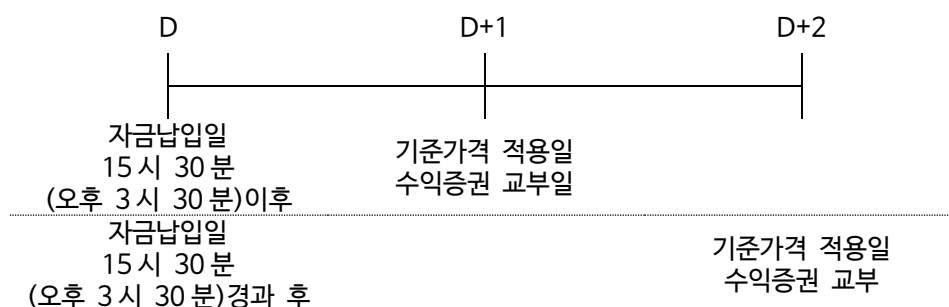 D D+1 D+2
자금납입일
15시 30분
(오후 3시 30분)이후
기준가격 적용일
수익증권 교부일
자금납입일
15시 30분
(오후 3시 30분)경과 후
기준가격 적용일
수익증권 교부